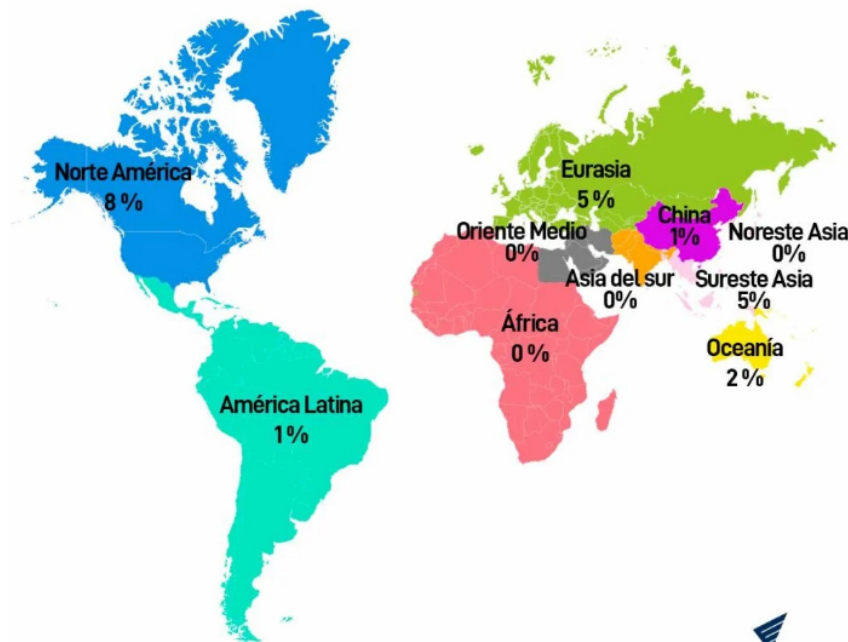 Norte América
8 %
Eurasia
5 %
China
1%
Oriente Medio
0%
Noreste Asia
0%
Asia del sur
0%
Sureste Asia
5%
África
0 %
Oceanía
2 %
América Latina
1 %